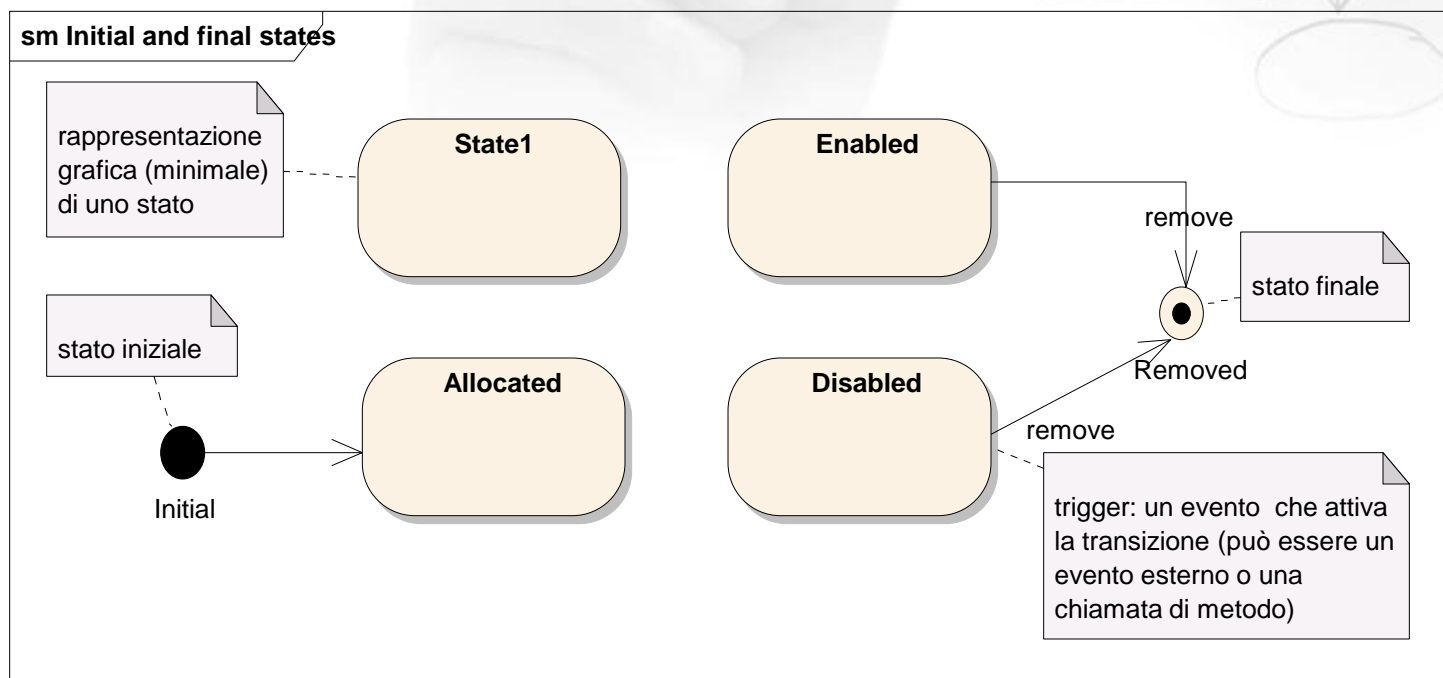 sm Initial and final states
rappresentazione
grafica (minimale)
di uno stato
State1
Enabled
remove
stato finale
stato iniziale
Allocated
Disabled
Removed
remove
Initial
trigger: un evento  che attiva
la transizione (può essere un
evento esterno o una
chiamata di metodo)